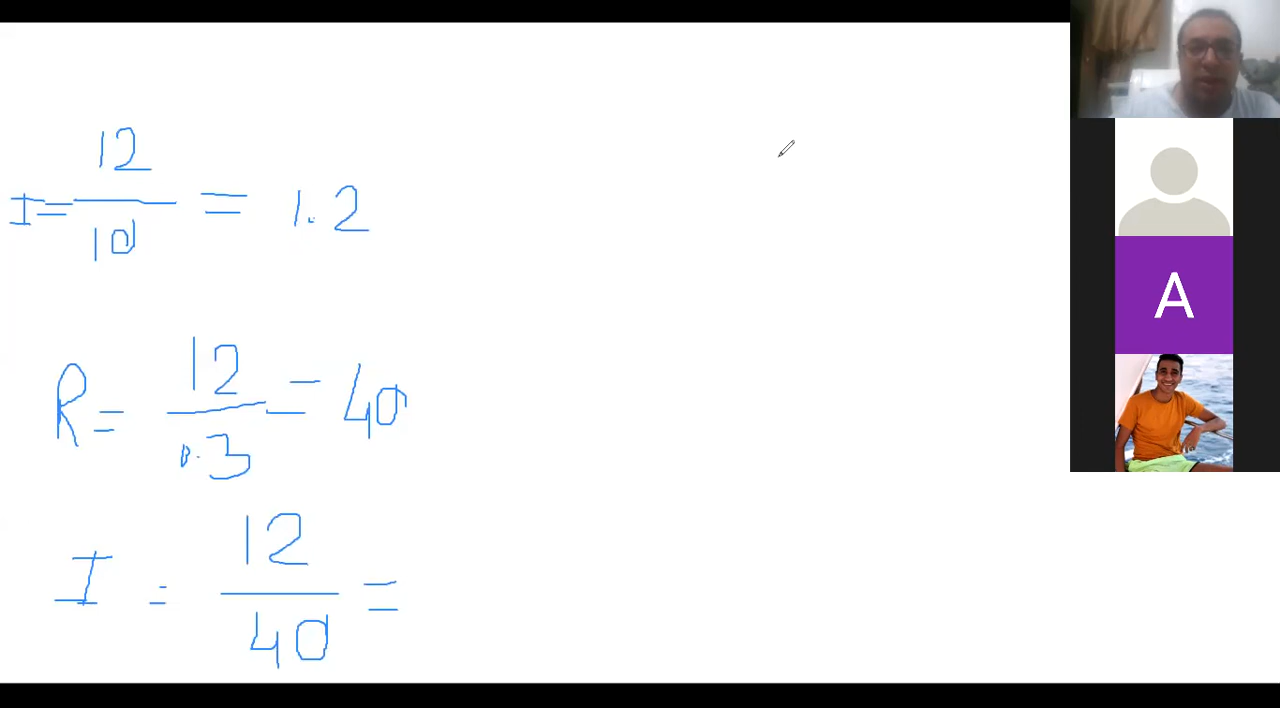 I = 12/10 = 1.2
R = 12/0.3 = 40
I = 12/40 =
A